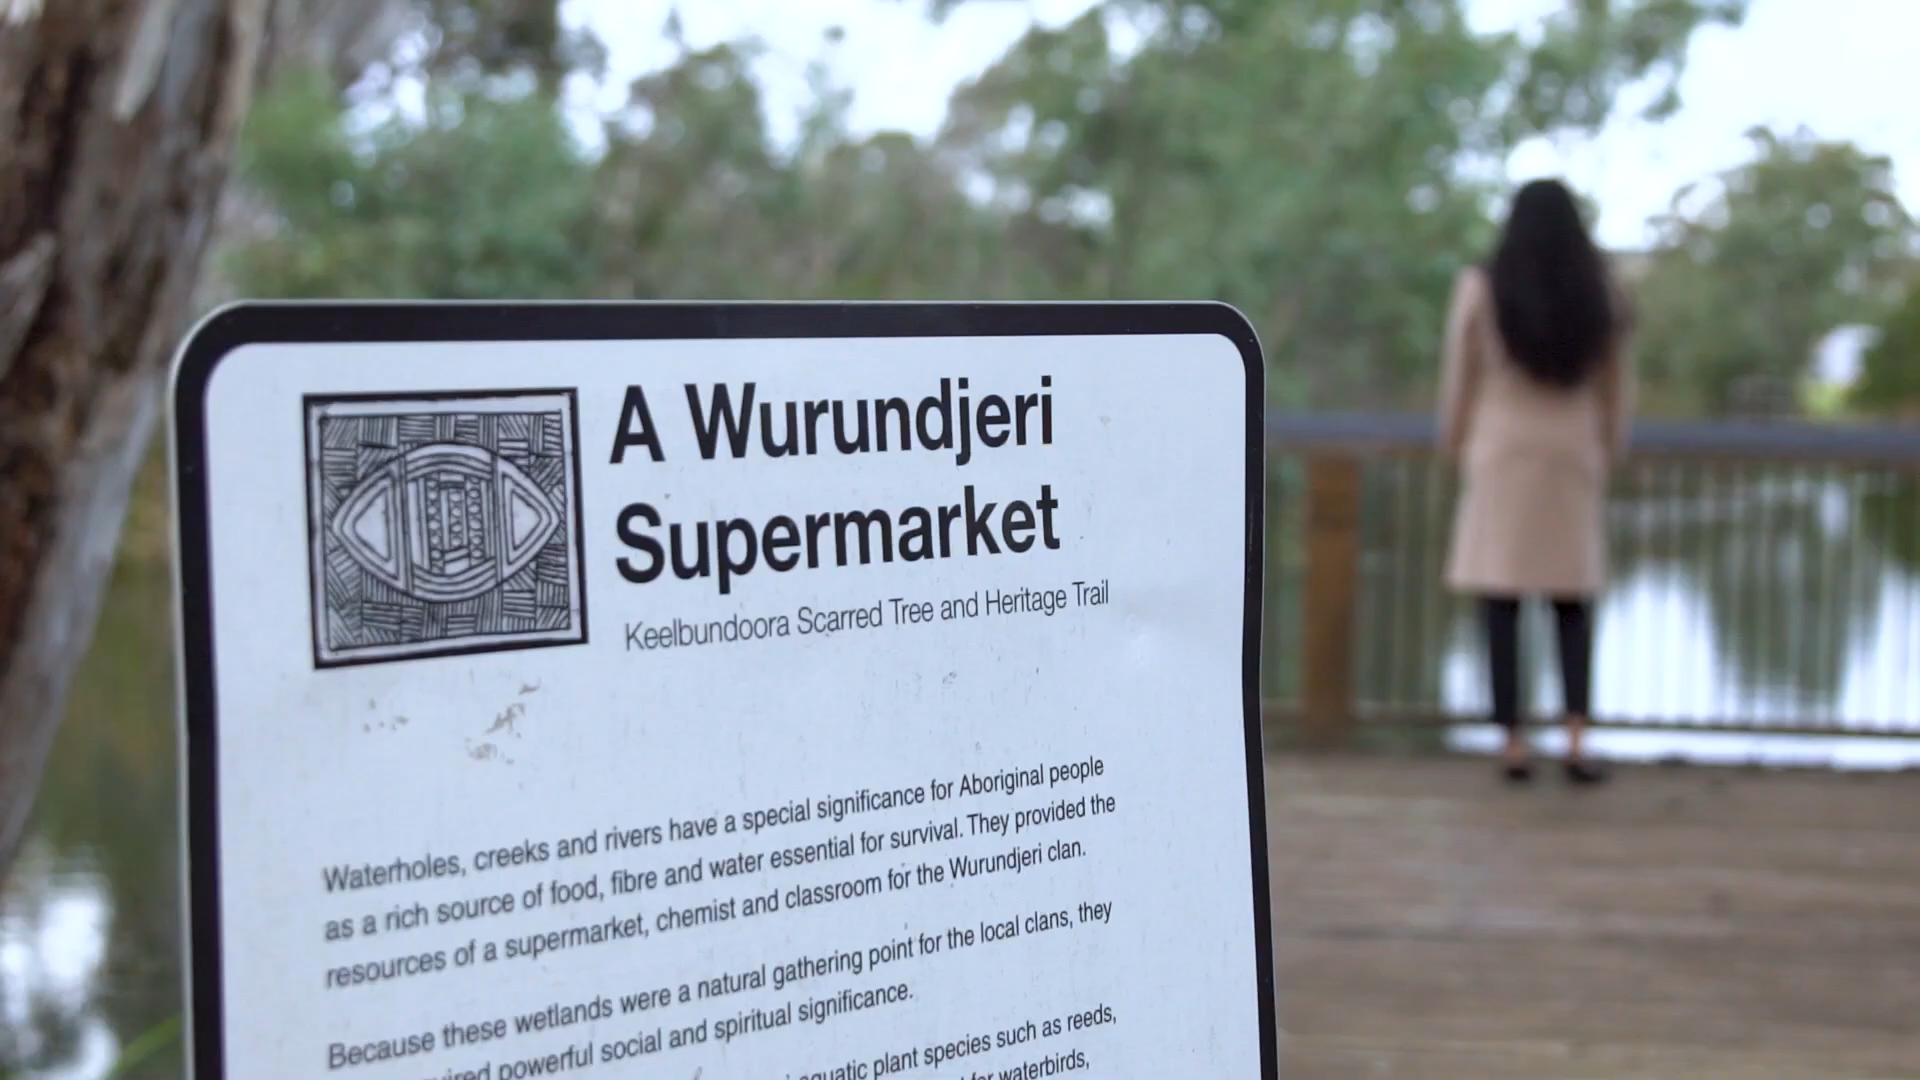 A Wurundjeri
Supermarket
Keelbundoora Scarred Tree and Heritage Trail
Waterholes, creeks and rivers have a special significance for Aboriginal people
as a rich source of food, fibre and water essential for survival. They provided the
resources of a supermarket, chemist and classroom for the Wurundjeri clan.
Because these wetlands were a natural gathering point for the local clans, they
powerful social and spiritual significance.
aquatic plant species such as reeds,
for waterbirds,